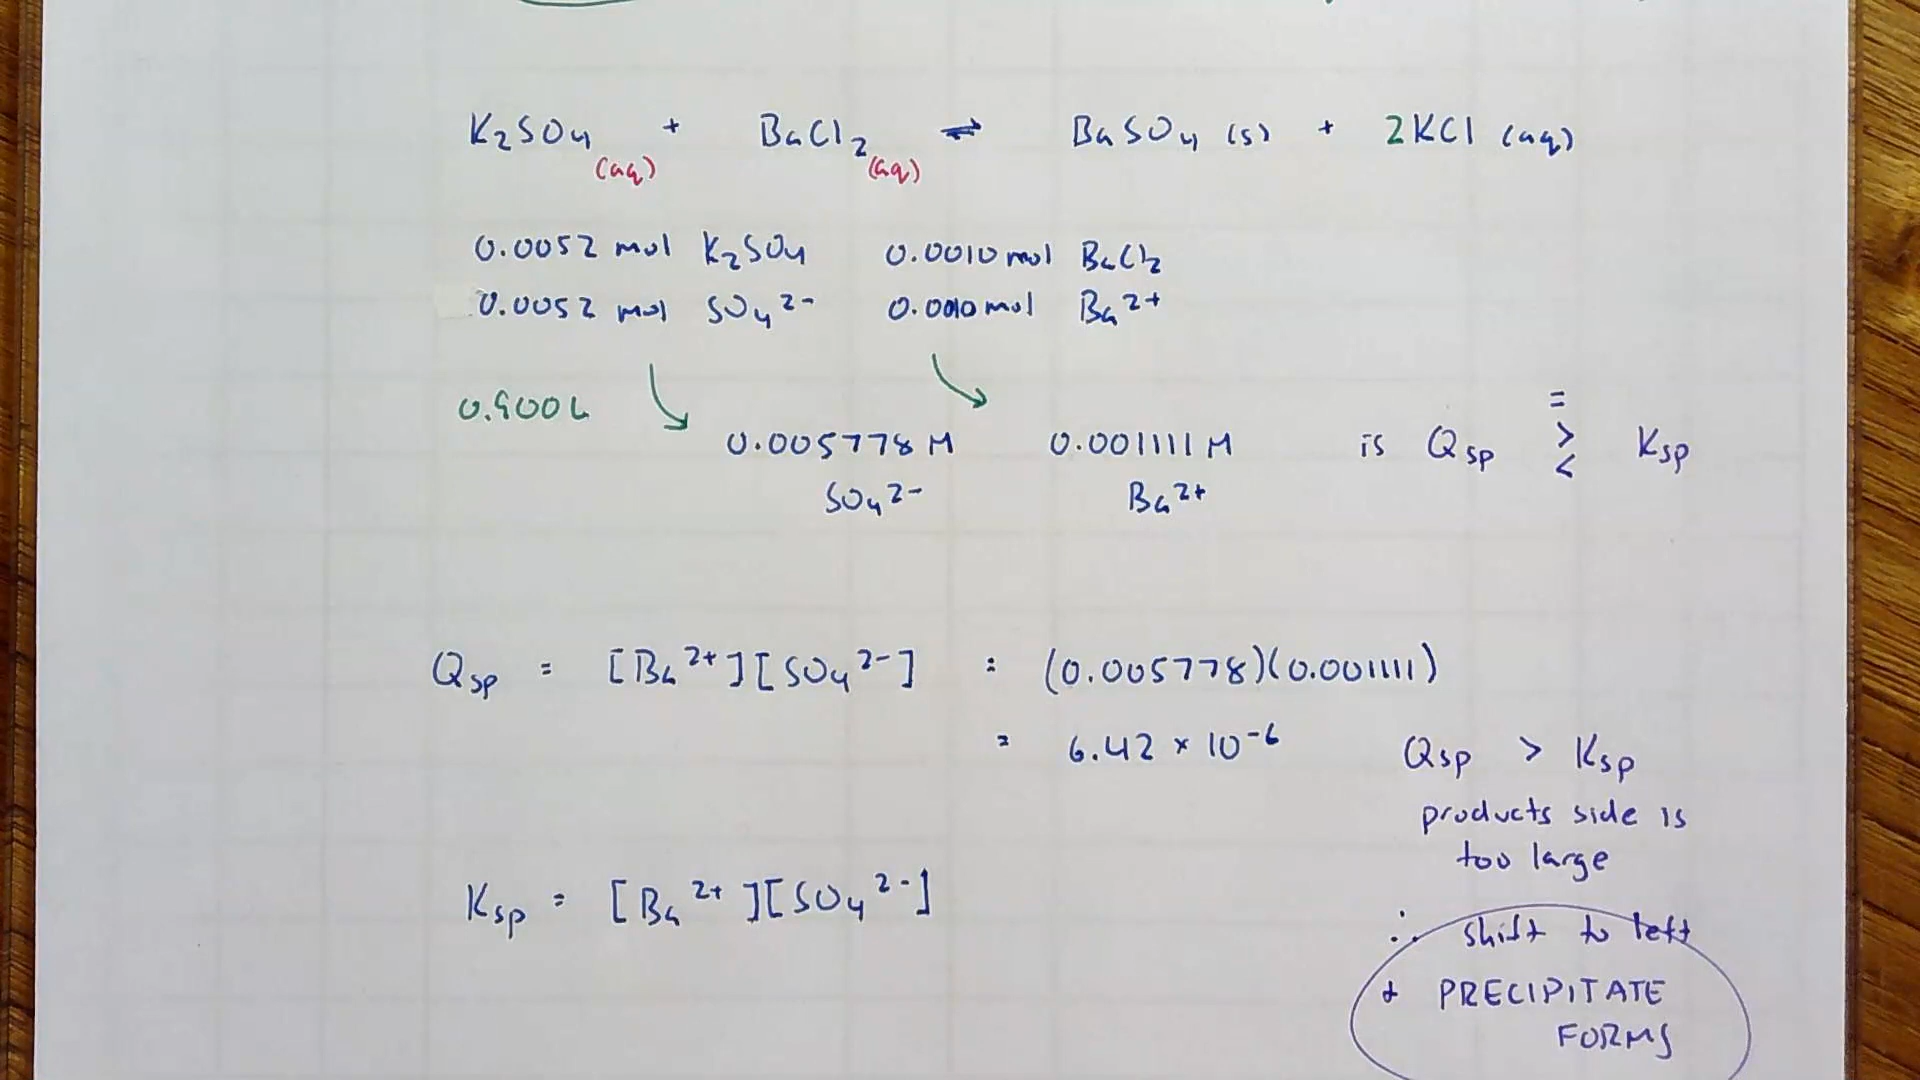 K₂SO₄ (aq) + BaCl₂ (aq) ⇌ BaSO₄ (s) + 2KCl (aq)
0.0052 mol K₂SO₄ 0.0010 mol BaCl₂
0.0052 mol SO₄²⁻ 0.0010 mol Ba²⁺
0.900L
0.005778 M 0.001111 M is Qsp = > < Ksp
SO₄²⁻ Ba²⁺
Qsp = [Ba²⁺][SO₄²⁻] = (0.005778)(0.001111)
= 6.42 × 10⁻⁶
Qsp > Ksp
products side is
too large
Ksp = [Ba²⁺][SO₄²⁻]
∴ shift to left
+ PRECIPITATE
FORMS